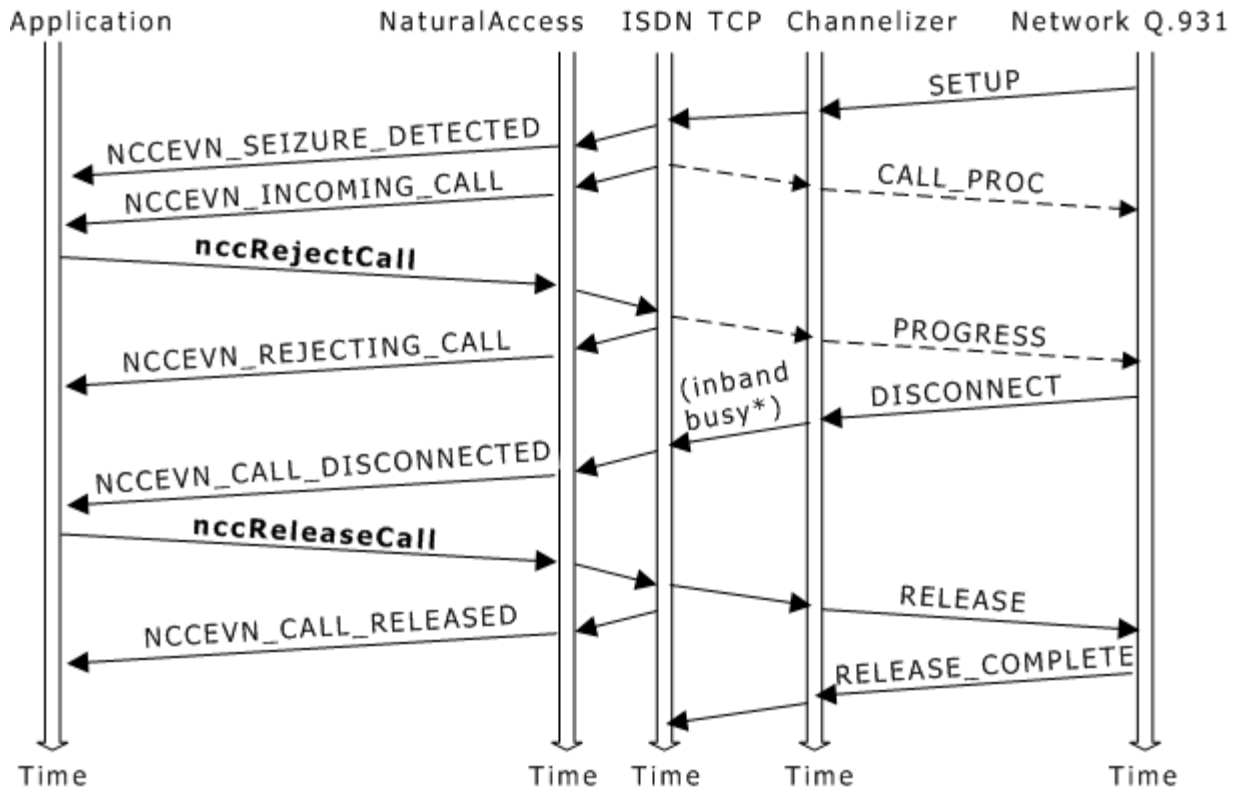 Application NaturalAccess ISDN TCP Channelizer Network Q.931
SETUP
NCCEVN_SEIZURE_DETECTED
CALL_PROC
NCCEVN_INCOMING_CALL
nccRejectCall
PROGRESS
NCCEVN_REJECTING_CALL
(inband
busy*)
DISCONNECT
NCCEVN_CALL_DISCONNECTED
nccReleaseCall
RELEASE
NCCEVN_CALL_RELEASED
RELEASE_COMPLETE
Time Time Time Time Time